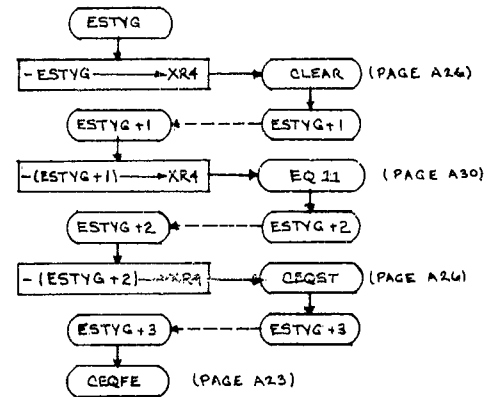 ESTYG
-ESTYG XR4 CLEAR (PAGE A26)
ESTYG+1 ESTYG+1
-(ESTYG+1) XR4 EQ 11 (PAGE A30)
ESTYG+2 ESTYG+2
-(ESTYG+2) XR4 CEQST (PAGE A26)
ESTYG+3 ESTYG+3
CEQFE (PAGE A23)